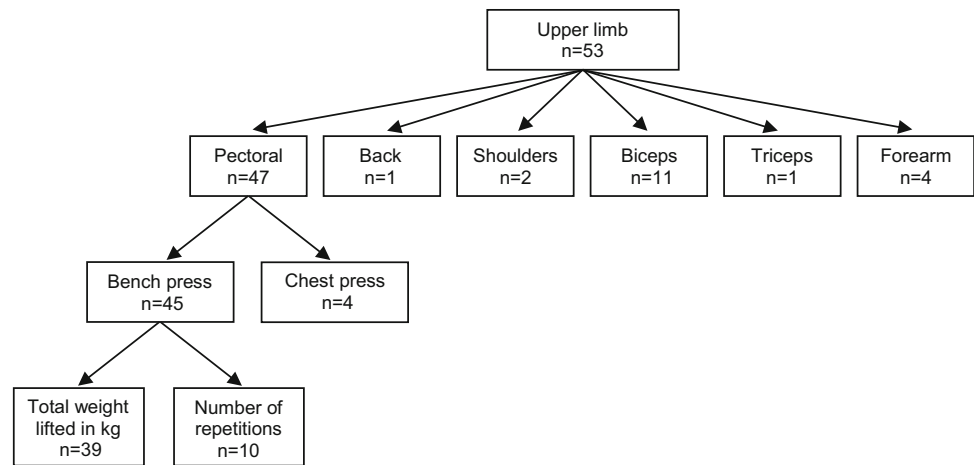 Upper limb
n=53
Pectoral
n=47
Back
n=1
Shoulders
n=2
Biceps
n=11
Triceps
n=1
Forearm
n=4
Bench press
n=45
Chest press
n=4
Total weight
lifted in kg
n=39
Number of
repetitions
n=10